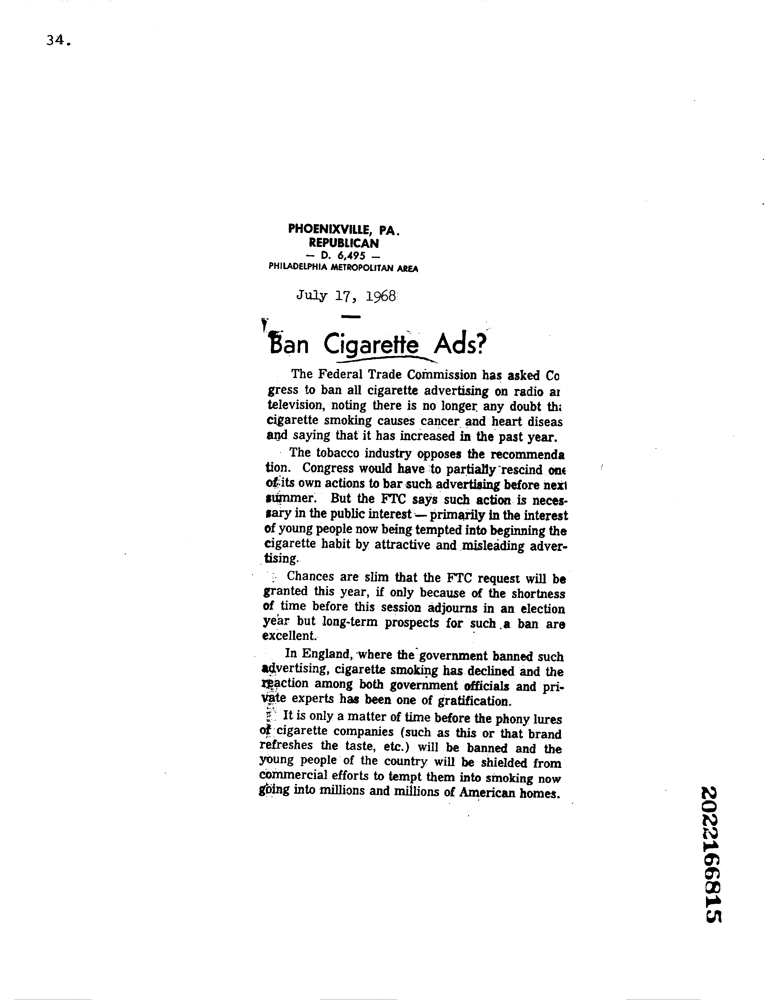 34.
PHOENIXVILLE, PA.
REPUBLICAN
— D. 6,495 —
PHILADELPHIA METROPOLITAN AREA
July 17, 1968
Ban Cigarette Ads?
The Federal Trade Commission has asked Co
gress to ban all cigarette advertising on radio ar
television, noting there is no longer any doubt tha
cigarette smoking causes cancer and heart diseas
and saying that it has increased in the past year.
The tobacco industry opposes the recommenda
tion. Congress would have to partially rescind one
of its own actions to bar such advertising before next
summer. But the FTC says such action is neces-
sary in the public interest — primarily in the interest
of young people now being tempted into beginning the
cigarette habit by attractive and misleading adver-
tising.
Chances are slim that the FTC request will be
granted this year, if only because of the shortness
of time before this session adjourns in an election
year but long-term prospects for such a ban are
excellent.
In England, where the government banned such
advertising, cigarette smoking has declined and the
reaction among both government officials and pri-
vate experts has been one of gratification.
It is only a matter of time before the phony lures
of cigarette companies (such as this or that brand
refreshes the taste, etc.) will be banned and the
young people of the country will be shielded from
commercial efforts to tempt them into smoking now
going into millions and millions of American homes.
2022166815